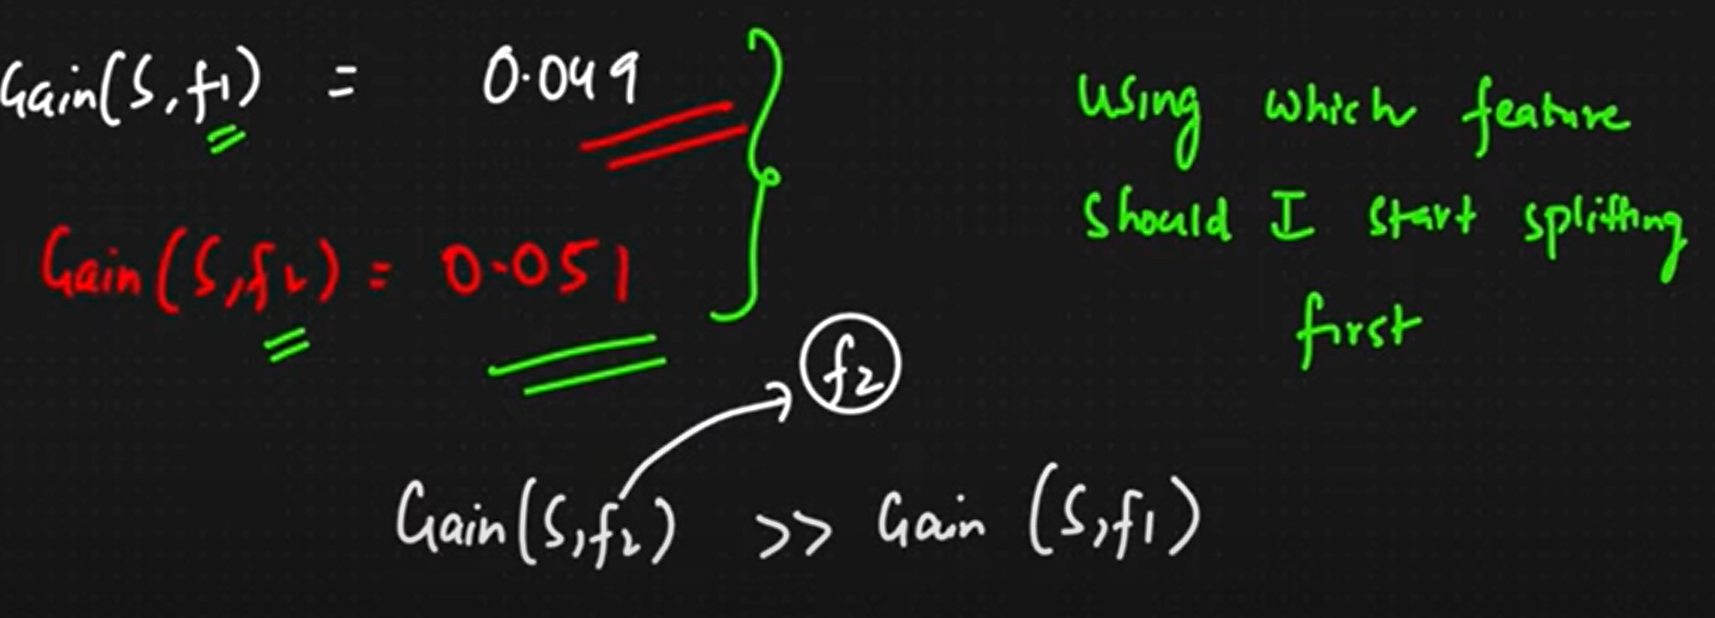 Gain(S,f1) = 0.049
Using which feature
Gain(S,f2) = 0.051
should I start splitting
first
f2
Gain(S,f2) >> Gain (S,f1)